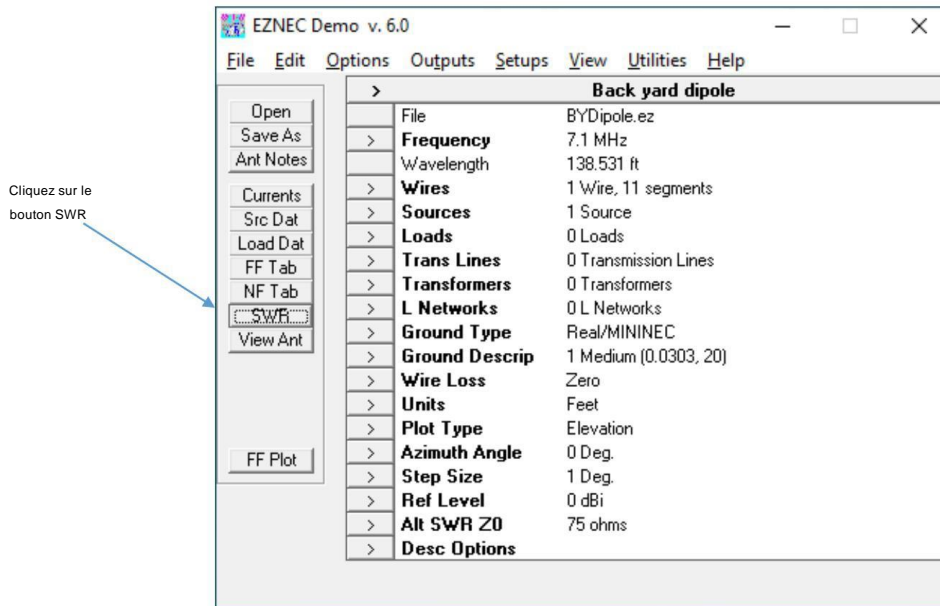 EZNEC Demo v. 6.0
File Edit Options Outputs Setups View Utilities Help
> Back yard dipole
Open
Save As
Ant Notes
Currents
Src Dat
Load Dat
FF Tab
NF Tab
SWR
View Ant
FF Plot
Cliquez sur le
bouton SWR
File BYDipole.ez
> Frequency 7.1 MHz
Wavelength 138.531 ft
> Wires 1 Wire, 11 segments
> Sources 1 Source
> Loads 0 Loads
> Trans Lines 0 Transmission Lines
> Transformers 0 Transformers
> L Networks 0 L Networks
> Ground Type Real/MININEC
> Ground Descrip 1 Medium (0.0303, 20)
> Wire Loss Zero
> Units Feet
> Plot Type Elevation
> Azimuth Angle 0 Deg.
> Step Size 1 Deg.
> Ref Level 0 dBi
> Alt SWR Z0 75 ohms
> Desc Options